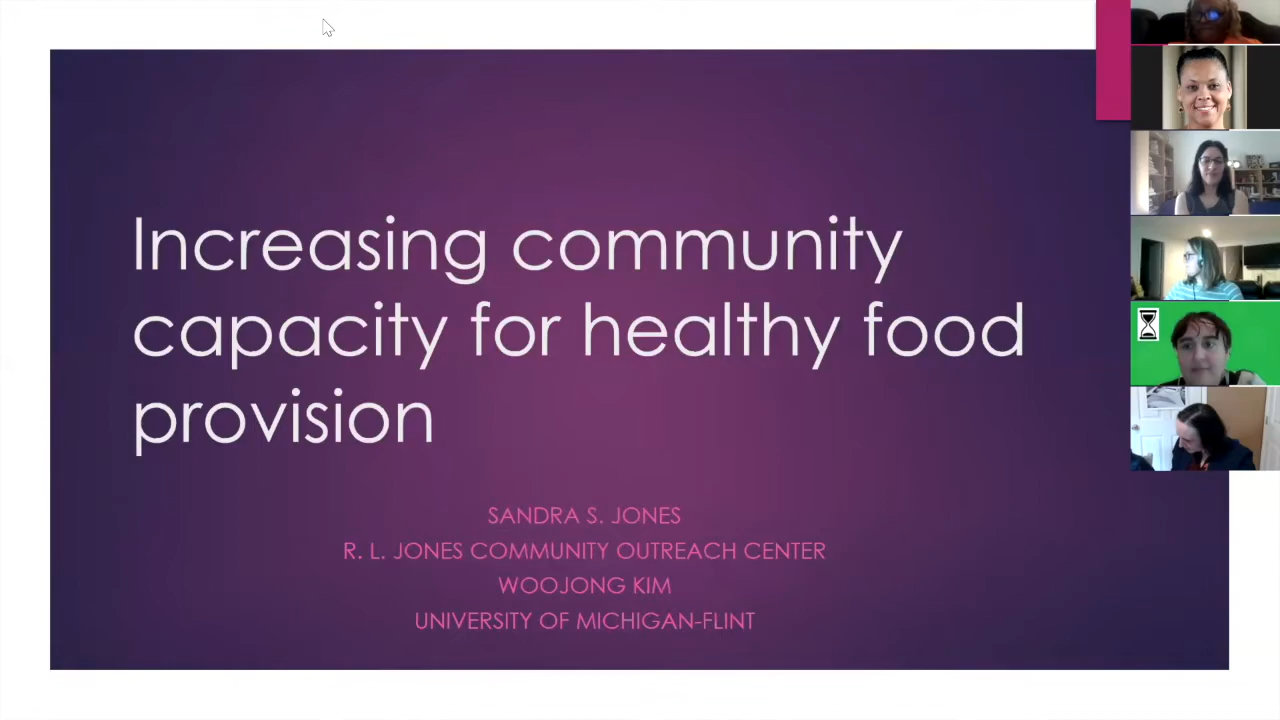 Increasing community
capacity for healthy food
provision
SANDRA S. JONES
R. L. JONES COMMUNITY OUTREACH CENTER
WOOJONG KIM
UNIVERSITY OF MICHIGAN-FLINT